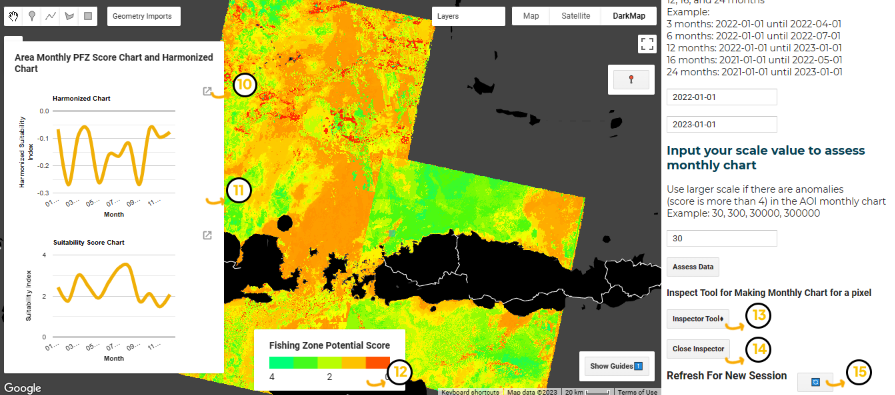 Geometry Imports
Layers
Map
Satellite
DarkMap
Area Monthly PFZ Score Chart and Harmonized
Chart
Harmonized Chart
0.0
-0.1
-0.2
-0.3
Harmonized Suitability
Index
01…
03…
05…
07…
09…
11…
Month
Suitability Score Chart
4
2
0
Suitability Index
01…
03…
05…
07…
09…
11…
Month
10
11
Fishing Zone Potential Score
4
2
12
Show Guides
Google
Keyboard shortcuts
Map data ©2023
20 km
Terms of Use
12, 16, and 24 months
Example:
3 months: 2022-01-01 until 2022-04-01
6 months: 2022-01-01 until 2022-07-01
12 months: 2022-01-01 until 2023-01-01
16 months: 2021-01-01 until 2022-05-01
24 months: 2021-01-01 until 2023-01-01
2022-01-01
2023-01-01
Input your scale value to assess
monthly chart
Use larger scale if there are anomalies
(score is more than 4) in the AOI monthly chart
Example: 30, 300, 30000, 300000
30
Assess Data
Inspect Tool for Making Monthly Chart for a pixel
Inspector Tool
13
Close Inspector
14
Refresh For New Session
15